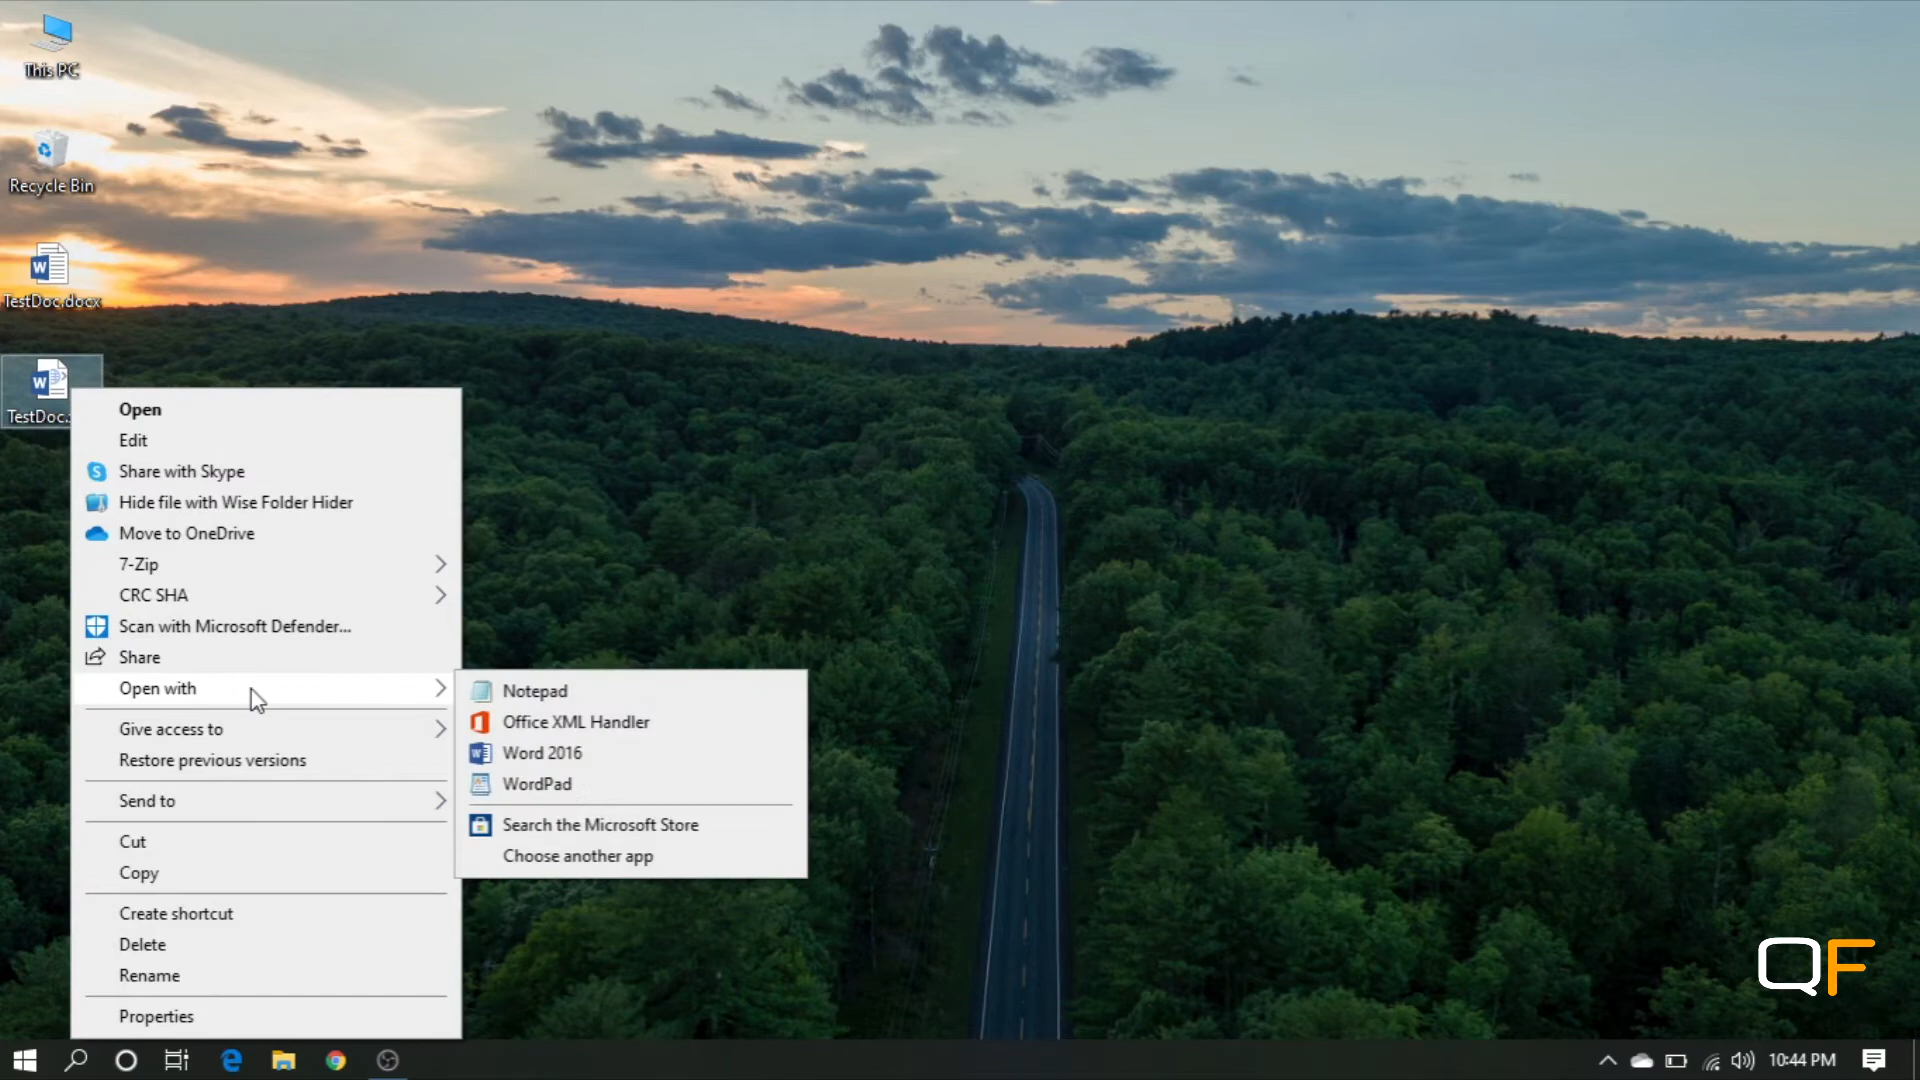 This PC
Recycle Bin
TestDoc.docx
TestDoc.
Open
Edit
Share with Skype
Hide file with Wise Folder Hider
Move to OneDrive
7-Zip
CRC SHA
Scan with Microsoft Defender...
Share
Open with
Give access to
Restore previous versions
Send to
Cut
Copy
Create shortcut
Delete
Rename
Properties
Notepad
Office XML Handler
Word 2016
WordPad
Search the Microsoft Store
Choose another app
QF
10:44 PM